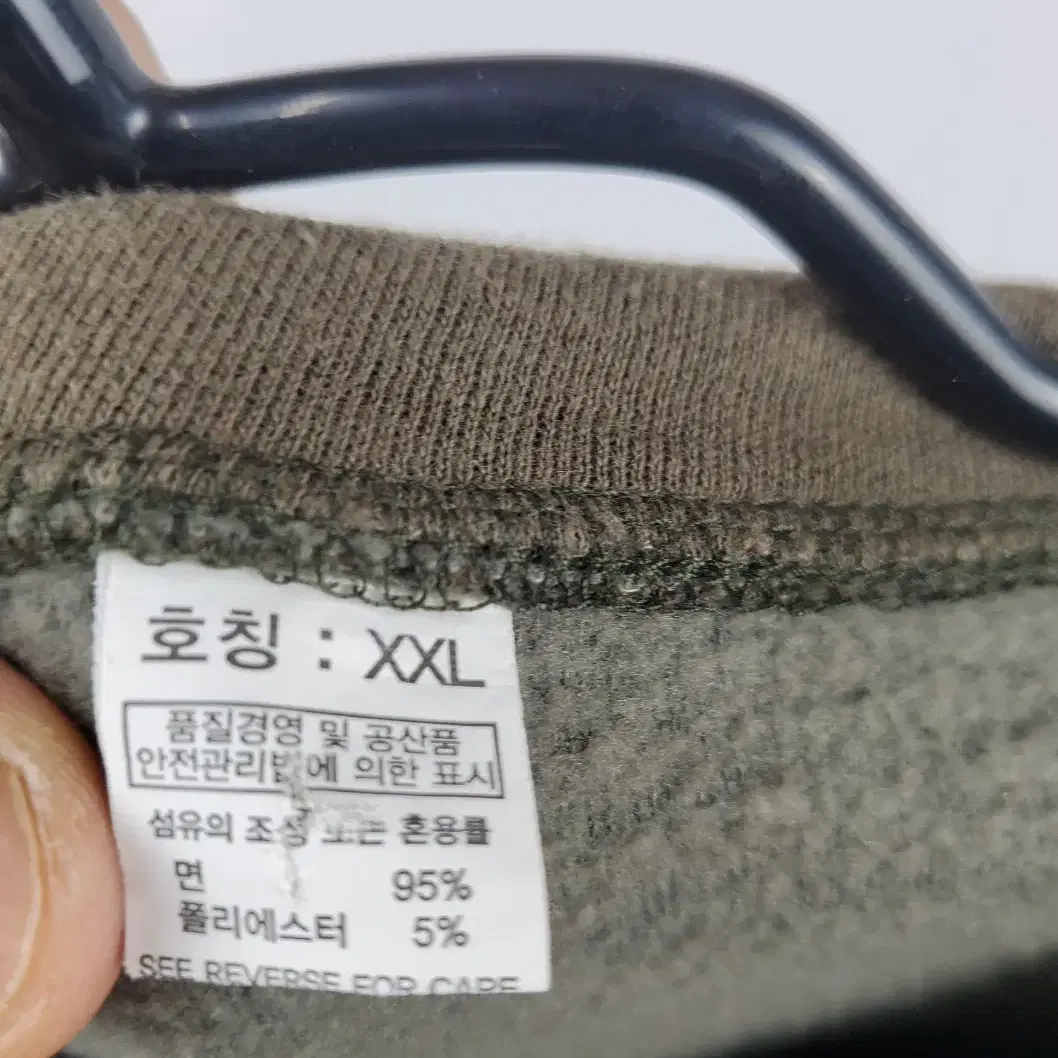 호칭 : XXL
품질경영 및 공산품
안전관리법에 의한 표시
섬유의 조성 또는 혼용률
면 95%
폴리에스터 5%
SEE REVERSE FOR CARE